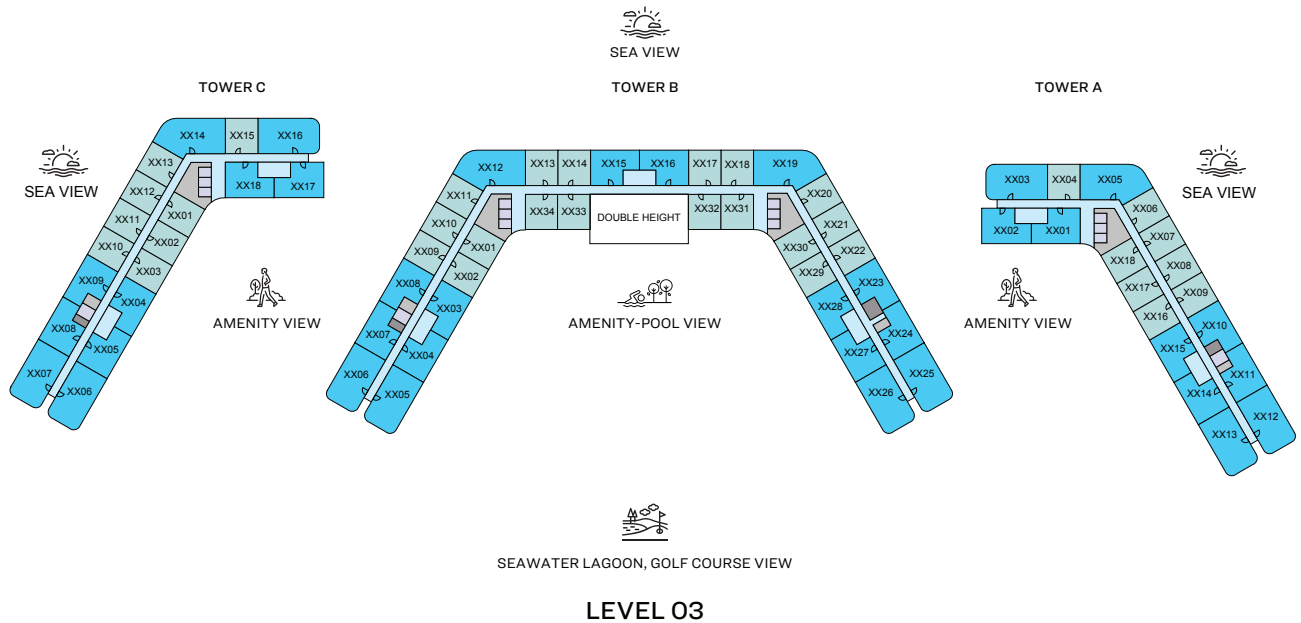 SEA VIEW
TOWER C
TOWER B
TOWER A
SEA VIEW
SEA VIEW
XX14
XX15
XX16
XX13
XX12
XX11
XX10
XX09
XX08
XX07
XX18
XX17
XX01
XX02
XX03
XX04
XX05
XX06
AMENITY VIEW
XX12
XX13
XX14
XX15
XX16
XX17
XX18
XX19
XX11
XX10
XX09
XX08
XX07
XX06
XX34
XX33
DOUBLE HEIGHT
XX32
XX31
XX01
XX02
XX03
XX04
XX05
XX20
XX21
XX22
XX23
XX24
XX25
XX30
XX29
XX28
XX27
XX26
AMENITY-POOL VIEW
XX03
XX04
XX05
XX02
XX01
XX06
XX07
XX08
XX09
XX10
XX11
XX12
XX18
XX17
XX16
XX15
XX14
XX13
AMENITY VIEW
SEAWATER LAGOON, GOLF COURSE VIEW
LEVEL 03